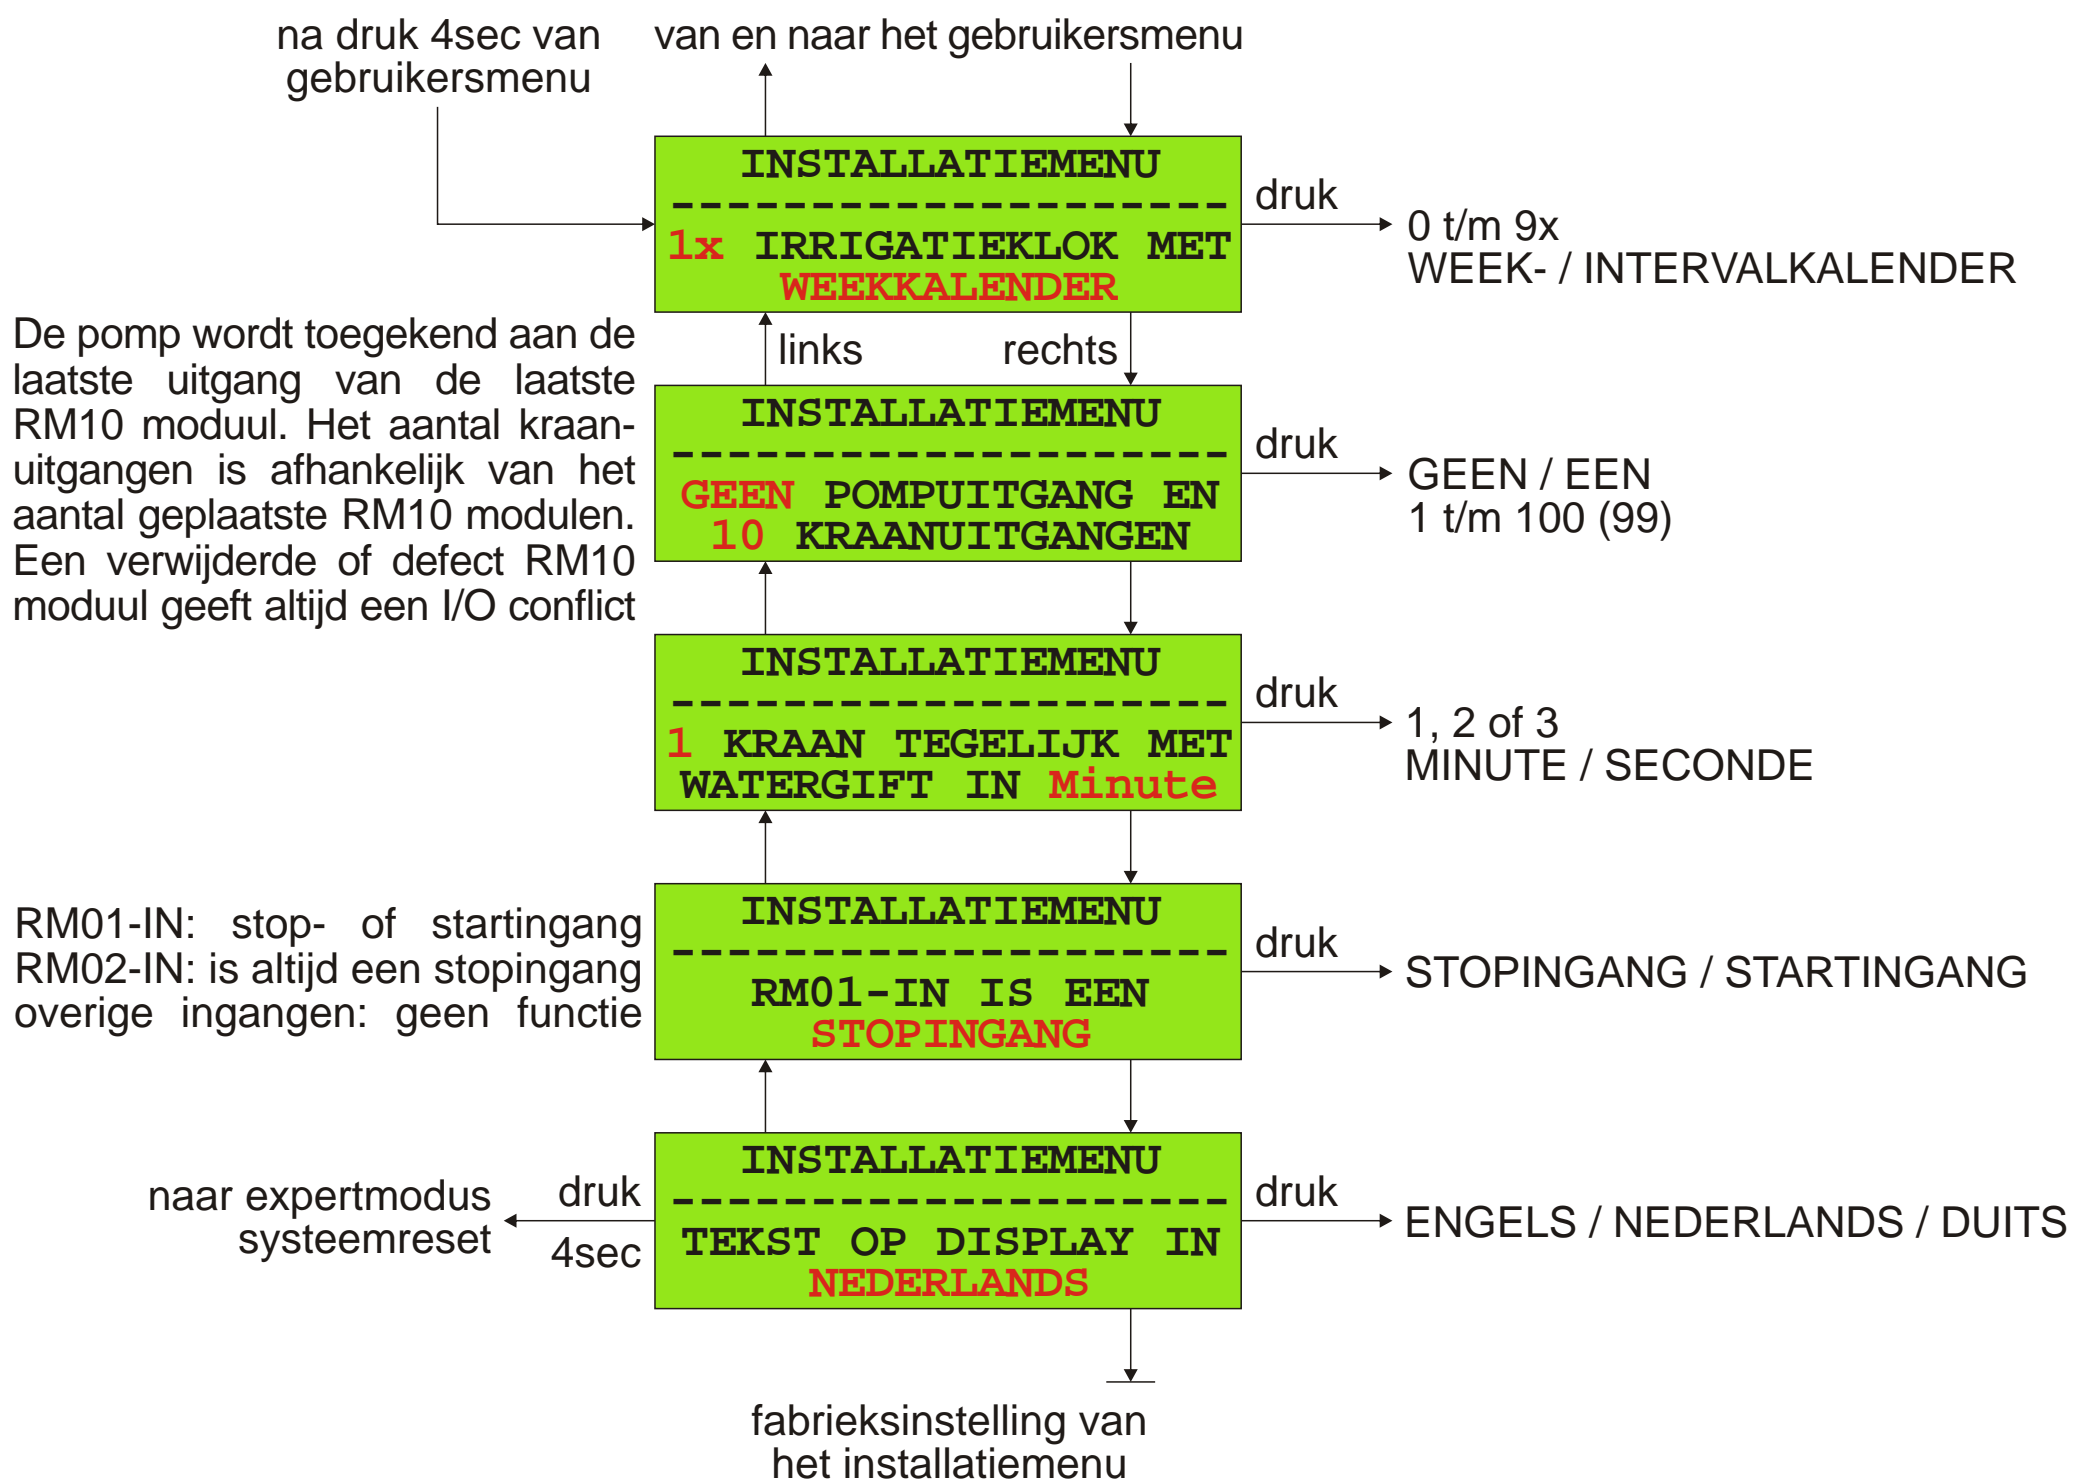 na druk 4sec van
gebruikersmenu
van en naar het gebruikersmenu
INSTALLATIEMENU
--------------------
1x IRRIGATIEKLOK MET
WEEKKALENDER
druk
0 t/m 9x
WEEK- / INTERVALKALENDER
links
rechts
De pomp wordt toegekend aan de
laatste uitgang van de laatste
RM10 moduul. Het aantal kraan-
uitgangen is afhankelijk van het
aantal geplaatste RM10 modulen.
Een verwijderde of defect RM10
moduul geeft altijd een I/O conflict
INSTALLATIEMENU
--------------------
GEEN POMPUITGANG EN
10 KRAANUITGANGEN
druk
GEEN / EEN
1 t/m 100 (99)
INSTALLATIEMENU
--------------------
1 KRAAN TEGELIJK MET
WATERGIFT IN Minute
druk
1, 2 of 3
MINUTE / SECONDE
RM01-IN: stop- of startingang
RM02-IN: is altijd een stopingang
overige ingangen: geen functie
INSTALLATIEMENU
--------------------
RM01-IN IS EEN
STOPINGANG
druk
STOPINGANG / STARTINGANG
naar expertmodus
systeemreset
druk
4sec
INSTALLATIEMENU
--------------------
TEKST OP DISPLAY IN
NEDERLANDS
druk
ENGELS / NEDERLANDS / DUITS
fabrieksinstelling van
het installatiemenu